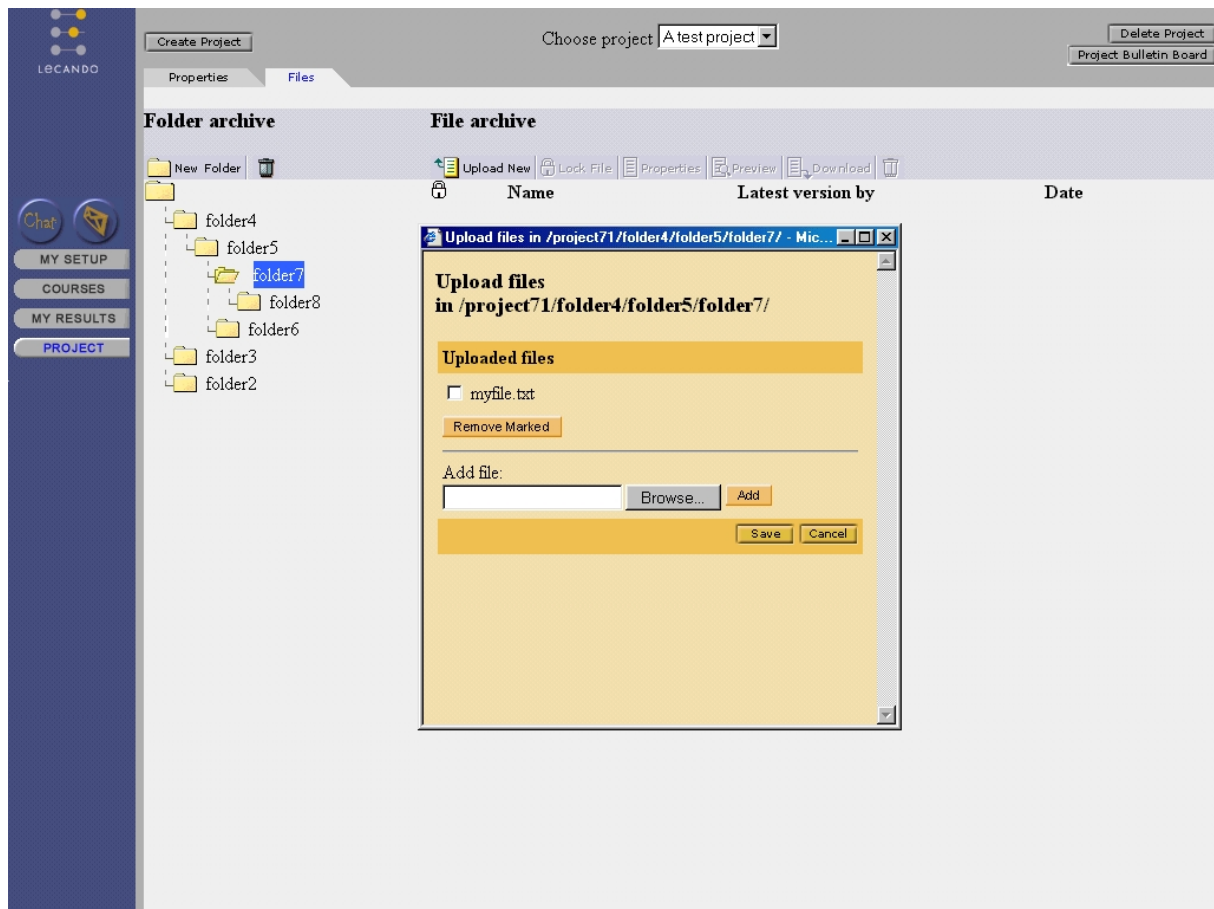 LECANDO
Create Project
Choose project A test project
Delete Project
Project Bulletin Board
Properties
Files
Folder archive
File archive
New Folder
Upload New
Lock File
Properties
Preview
Download
Name
Latest version by
Date
folder4
folder5
folder7
folder8
folder6
folder3
folder2
Chat
MY SETUP
COURSES
MY RESULTS
PROJECT
Upload files in /project71/folder4/folder5/folder7/ - Mic...
Upload files
in /project71/folder4/folder5/folder7/
Uploaded files
myfile.txt
Remove Marked
Add file:
Browse...
Add
Save
Cancel